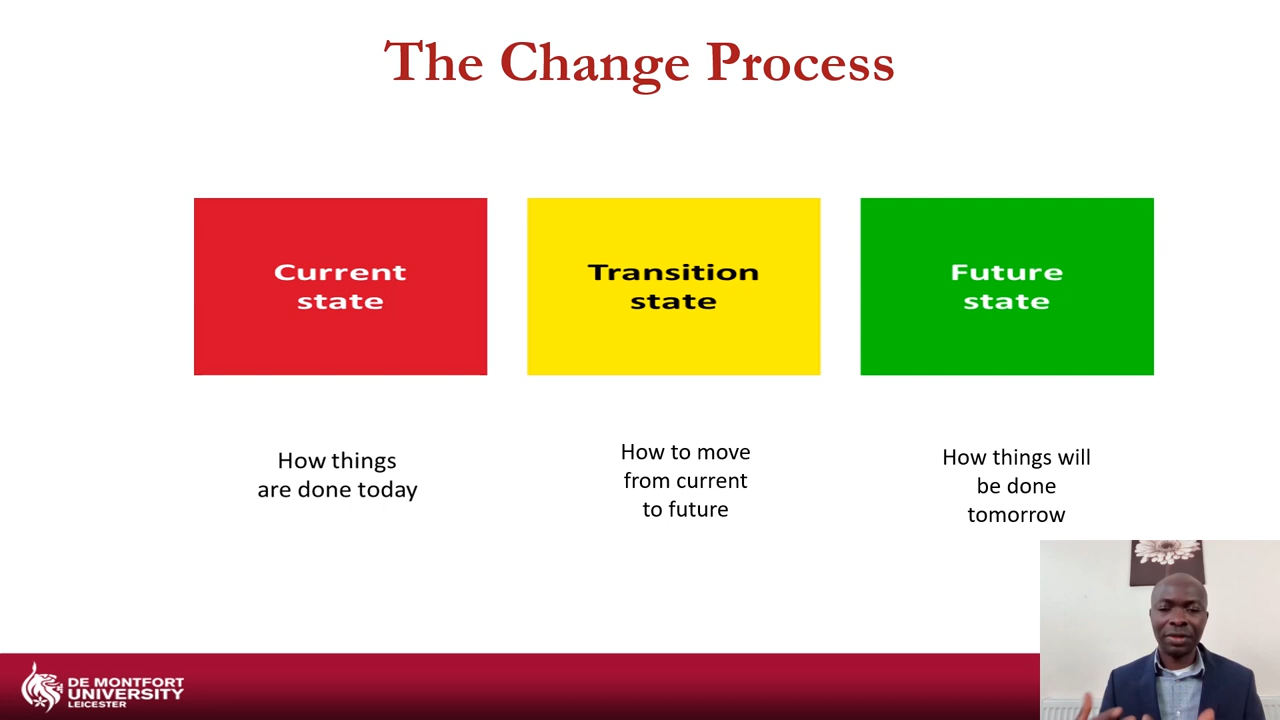 The Change Process
Current
state
Transition
state
Future
state
How things
are done today
How to move
from current
to future
How things will
be done
tomorrow
DE MONTFORT
UNIVERSITY
LEICESTER